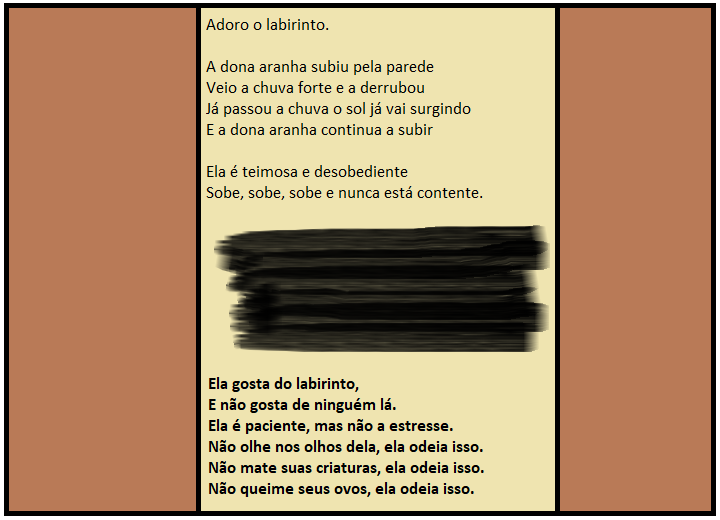 Adoro o labirinto.
A dona aranha subiu pela parede
Veio a chuva forte e a derrubou
Já passou a chuva o sol já vai surgindo
E a dona aranha continua a subir
Ela é teimosa e desobediente
Sobe, sobe, sobe e nunca está contente.
Ela gosta do labirinto,
E não gosta de ninguém lá.
Ela é paciente, mas não a estresse.
Não olhe nos olhos dela, ela odeia isso.
Não mate suas criaturas, ela odeia isso.
Não queime seus ovos, ela odeia isso.